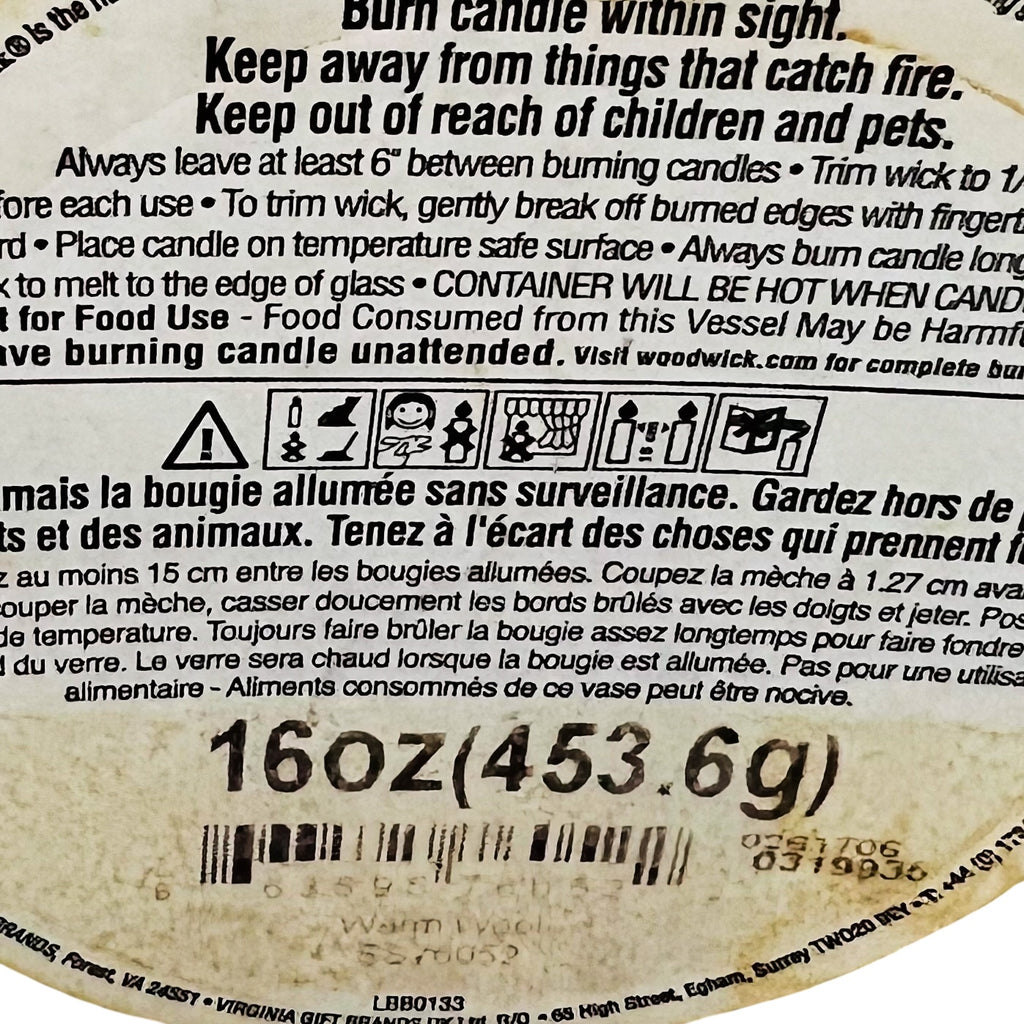 ® is the
Burn candle within sight.
Keep away from things that catch fire.
Keep out of reach of children and pets.
Always leave at least 6" between burning candles • Trim wick to 1/
fore each use • To trim wick, gently break off burned edges with fingert
rd • Place candle on temperature safe surface • Always burn candle long
x to melt to the edge of glass • CONTAINER WILL BE HOT WHEN CAND
t for Food Use - Food Consumed from this Vessel May be Harmf
ave burning candle unattended. Visit woodwick.com for complete bur
mais la bougie allumée sans surveillance. Gardez hors de
ts et des animaux. Tenez à l'écart des choses qui prennent f
z au moins 15 cm entre les bougies allumées. Coupez la mèche à 1.27 cm avan
couper la mèche, casser doucement les bords brûlés avec les doigts et jeter. Pos
de temperature. Toujours faire brûler la bougie assez longtemps pour faire fondre
d du verre. Le verre sera chaud lorsque la bougie est allumée. Pas pour une utilisa
alimentaire - Aliments consommés de ce vase peut être nocive.
16oz(453.6g)
0319936
Warm Wool
LBB0133
BRANDS, Forest, VA 24551 • VIRGINIA GIFT BRANDS UK Ltd. R/O • 65 High Street, Egham, Surrey TW020 • T: +44 (0) 173